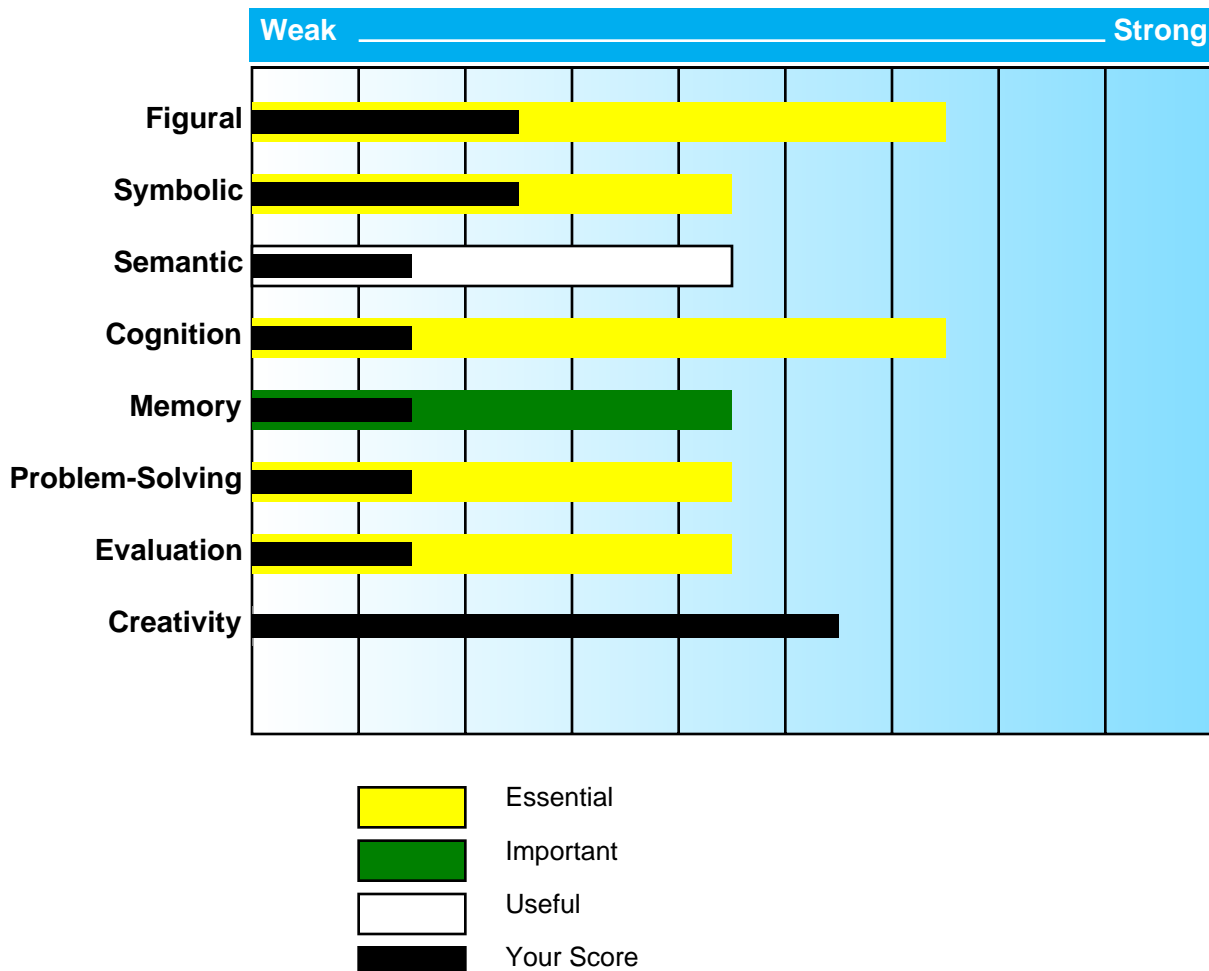 Weak Strong
Figural
Symbolic
Semantic
Cognition
Memory
Problem-Solving
Evaluation
Creativity
Essential
Important
Useful
Your Score